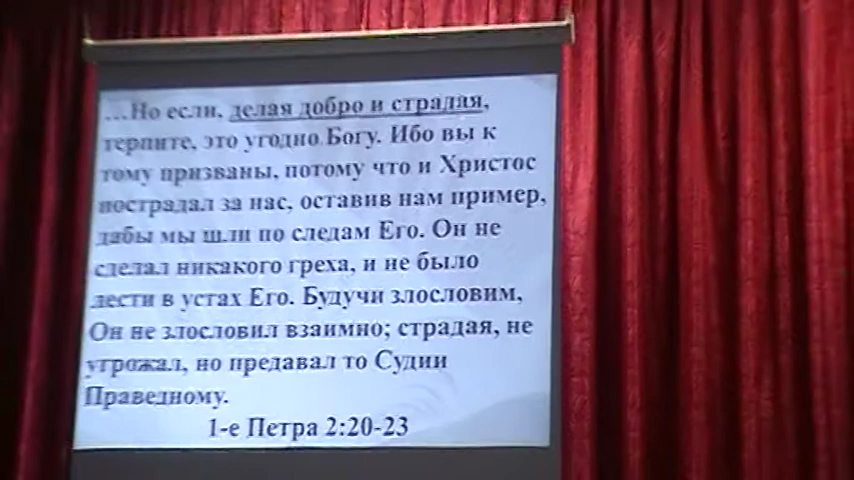 ...Но если, делая добро и страдая,
терпите, это угодно Богу. Ибо вы к
тому призваны, потому что и Христос
пострадал за нас, оставив нам пример,
дабы мы шли по следам Его. Он не
сделал никакого греха, и не было
лести в устах Его. Будучи злословим,
Он не злословил взаимно; страдая, не
угрожал, но предавал то Судии
Праведному.
1-е Петра 2:20-23